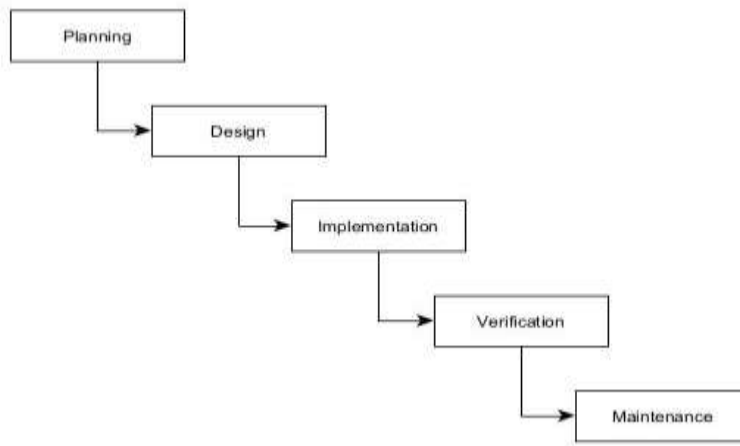 Planning
Design
Implementation
Verification
Maintenance